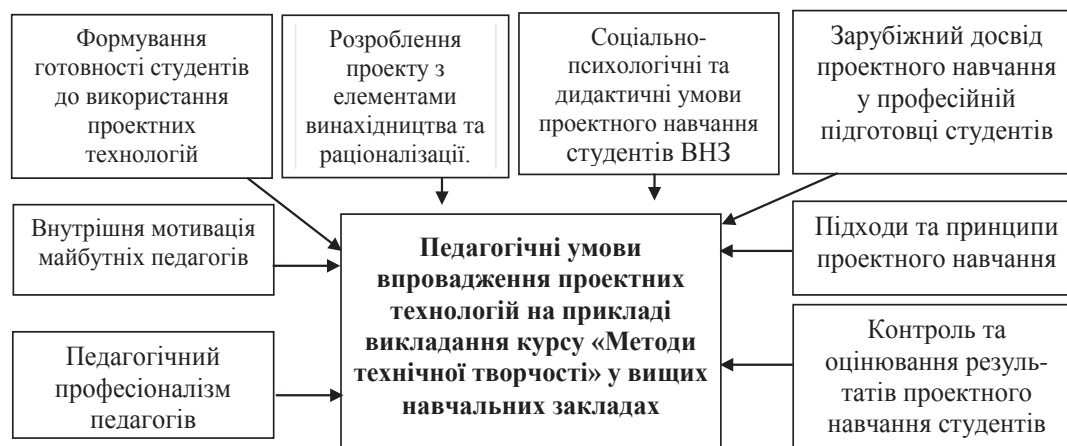 Формування
готовності студентів
до використання
проектних
технологій
Розроблення
проекту з
елементами
винахідництва та
раціоналізації.
Соціально-
психологічні та
дидактичні умови
проектного навчання
студентів ВНЗ
Зарубіжний досвід
проектного навчання
у професійній
підготовці студентів
Внутрішня мотивація
майбутніх педагогів
Педагогічні умови
впровадження проектних
технологій на прикладі
викладання курсу «Методи
технічної творчості» у вищих
навчальних закладах
Підходи та принципи
проектного навчання
Педагогічний
професіоналізм
педагогів
Контроль та
оцінювання резуль-
татів проектного
навчання студентів